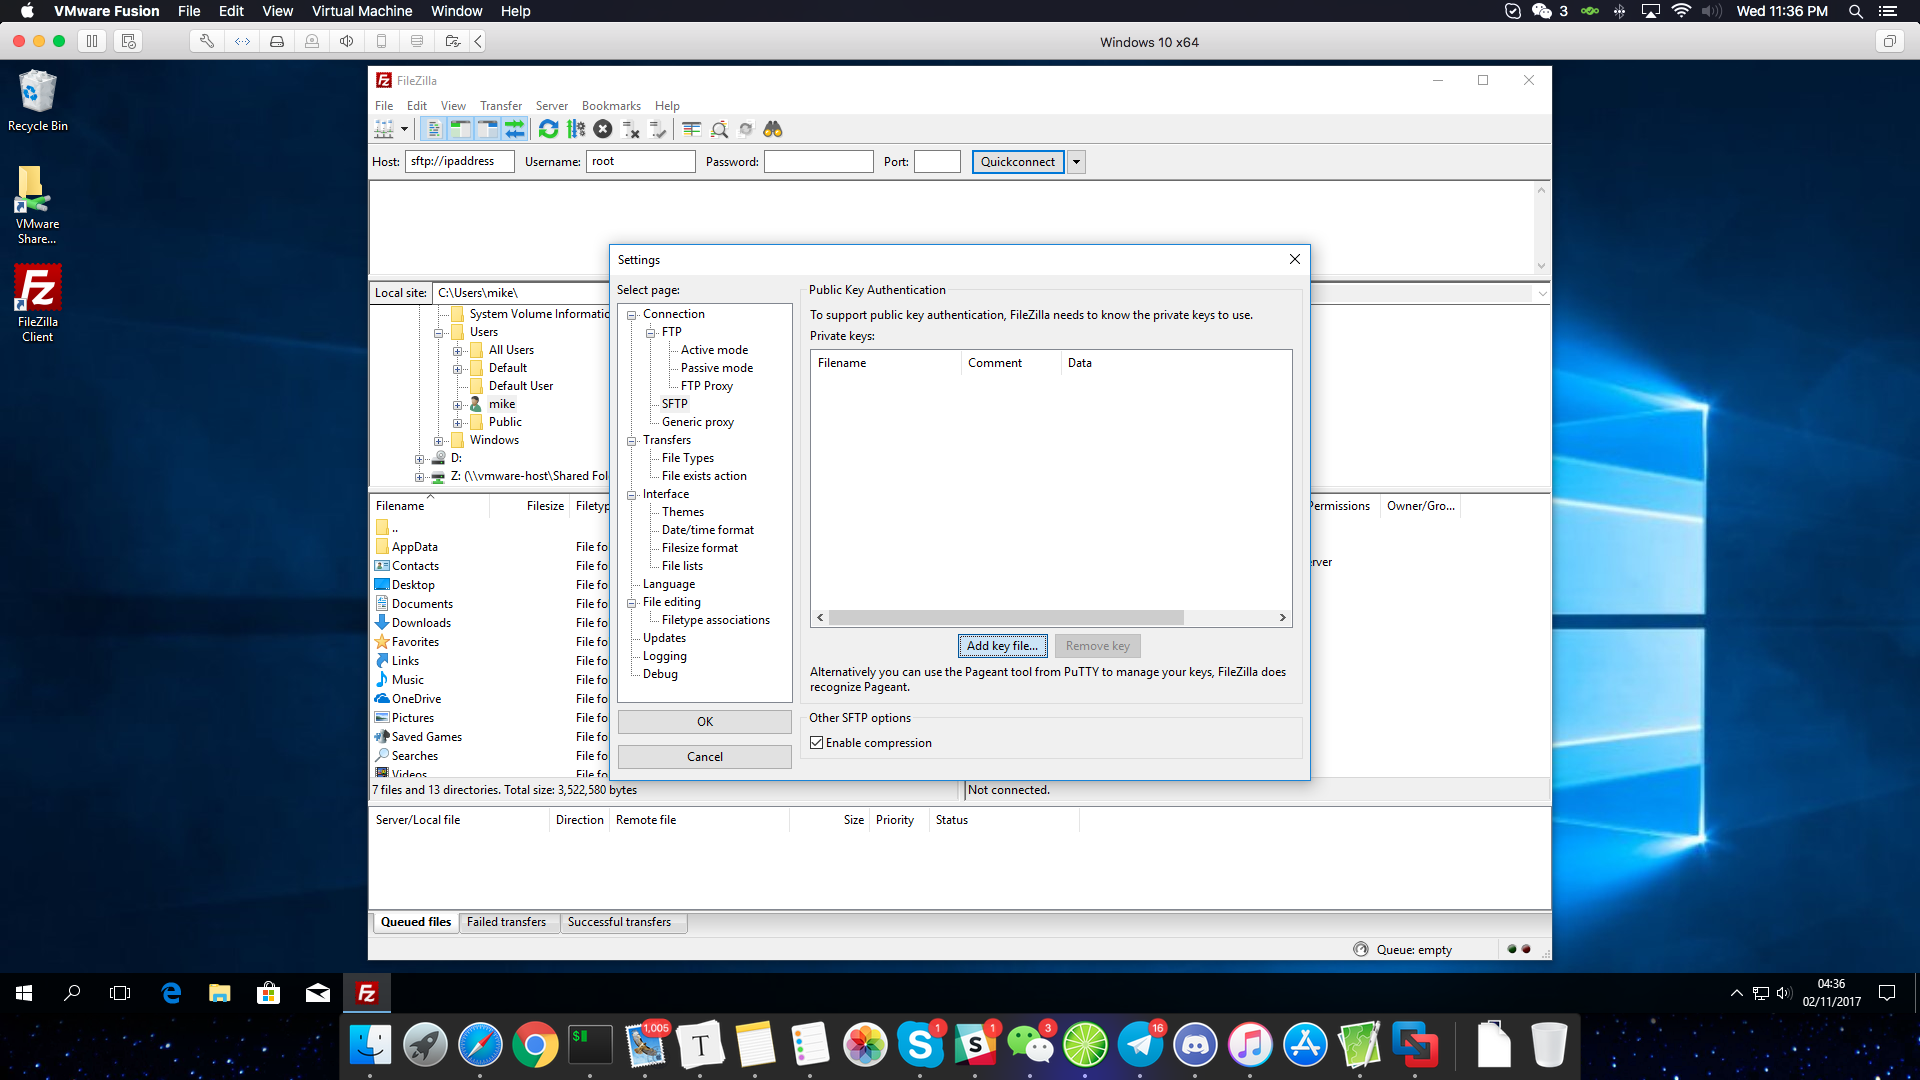 VMware Fusion File Edit View Virtual Machine Window Help 3 Wed 11:36 PM
Windows 10 x64
Recycle Bin
VMware
Share...
FileZilla
Client
FileZilla
File Edit View Transfer Server Bookmarks Help
Host: sftp://ipaddress Username: root Password: Port: Quickconnect
Local site: C:\Users\mike\
System Volume Informatio
Users
All Users
Default
Default User
mike
Public
Windows
D:
Z: (\\vmware-host\Shared Fol
Filename Filesize Filetyp
..
AppData File fo
Contacts File fo
Desktop File fo
Documents File fo
Downloads File fo
Favorites File fo
Links File fo
Music File fo
OneDrive File fo
Pictures File fo
Saved Games File fo
Searches File fo
Videos File fo
7 files and 13 directories. Total size: 3,522,580 bytes
Settings
Select page:
Connection
FTP
Active mode
Passive mode
FTP Proxy
SFTP
Generic proxy
Transfers
File Types
File exists action
Interface
Themes
Date/time format
Filesize format
File lists
Language
File editing
Filetype associations
Updates
Logging
Debug
OK
Cancel
Public Key Authentication
To support public key authentication, FileZilla needs to know the private keys to use.
Private keys:
Filename Comment Data
Add key file... Remove key
Alternatively you can use the Pageant tool from PuTTY to manage your keys, FileZilla does
recognize Pageant.
Other SFTP options
Enable compression
Permissions Owner/Gro...
rver
Not connected.
Server/Local file Direction Remote file Size Priority Status
Queued files Failed transfers Successful transfers
Queue: empty
04:36
02/11/2017
$
1,005
T
S 1
1
3
16